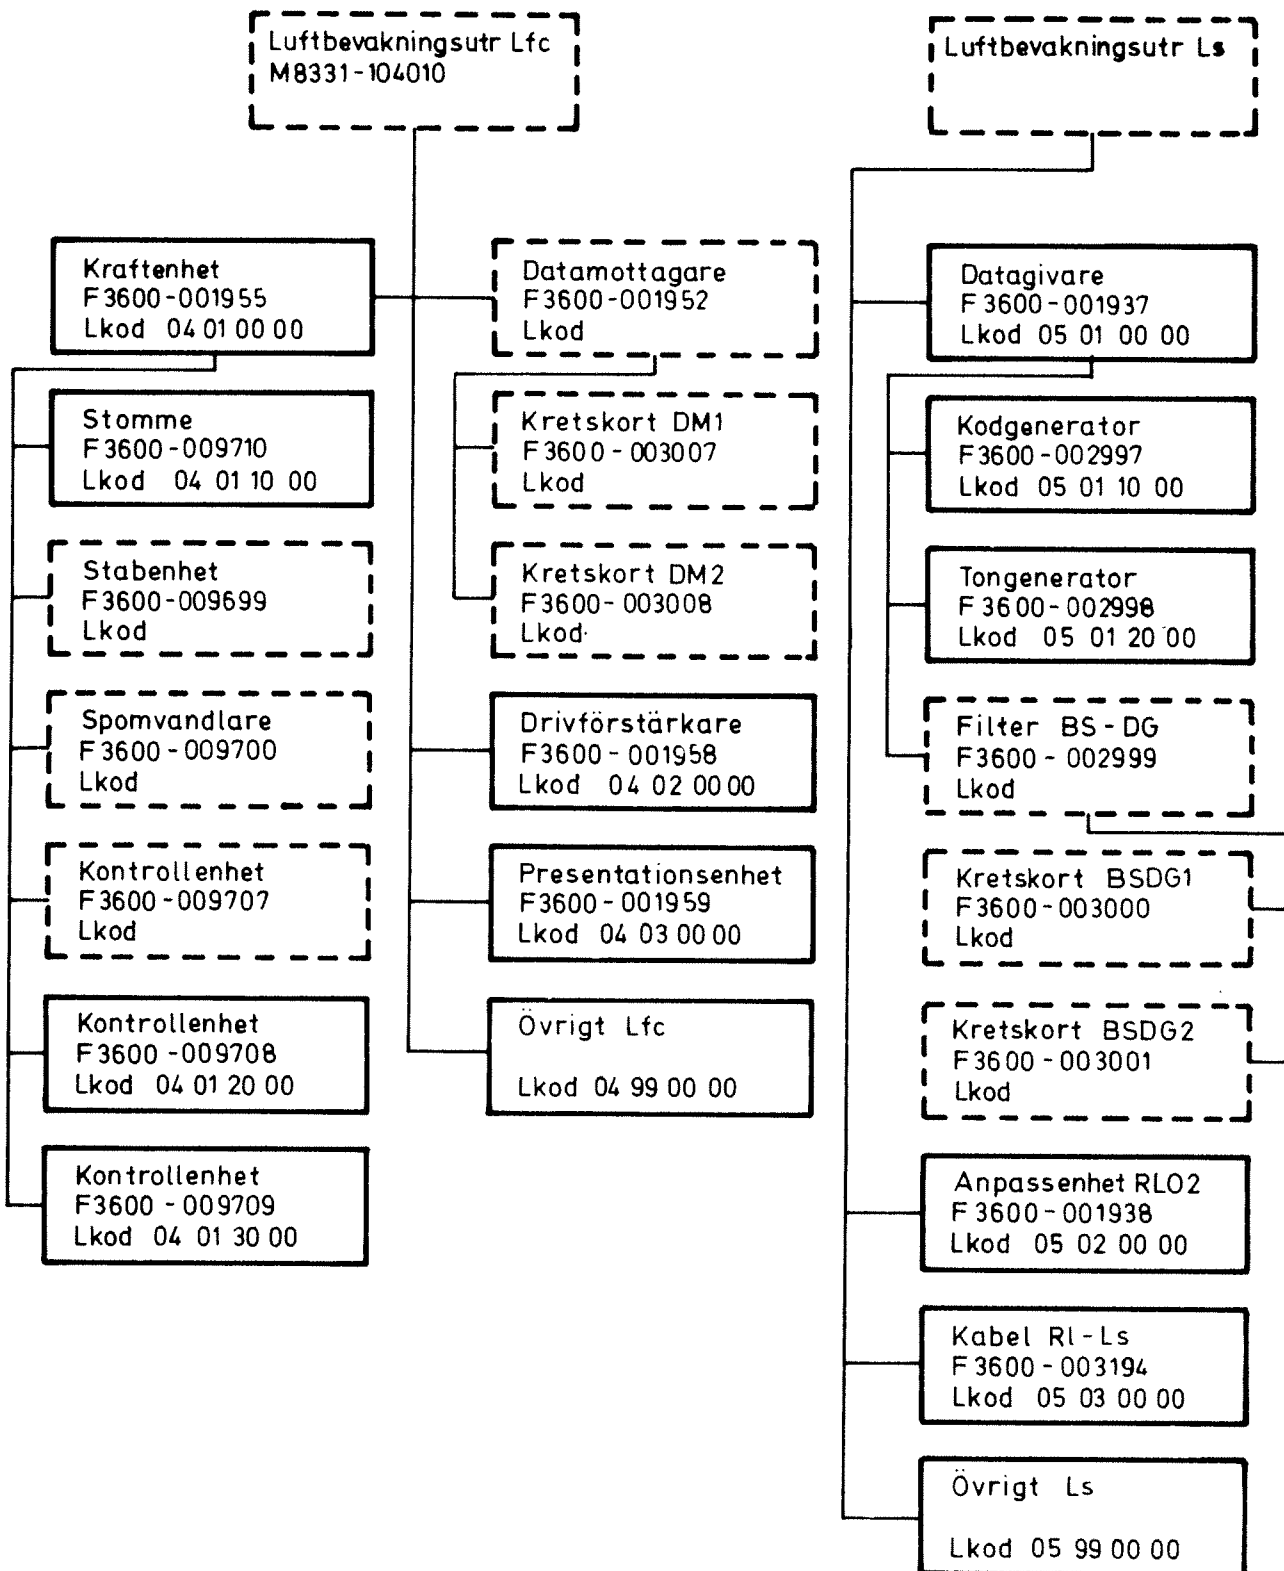 Luftbevakningsutr Lfc
M8331-104010
Luftbevakningsutr Ls
Kraftenhet
F3600-001955
Lkod 04 01 00 00
Stomme
F3600-009710
Lkod 04 01 10 00
Stabenhet
F3600-009699
Lkod
Spomvandlare
F3600-009700
Lkod
Kontrollenhet
F3600-009707
Lkod
Kontrollenhet
F3600-009708
Lkod 04 01 20 00
Kontrollenhet
F3600-009709
Lkod 04 01 30 00
Datamottagare
F3600-001952
Lkod
Kretskort DM1
F3600-003007
Lkod
Kretskort DM2
F3600-003008
Lkod
Drivförstärkare
F3600-001958
Lkod 04 02 00 00
Presentationsenhet
F3600-001959
Lkod 04 03 00 00
Övrigt Lfc
Lkod 04 99 00 00
Datagivare
F3600-001937
Lkod 05 01 00 00
Kodgenerator
F3600-002997
Lkod 05 01 10 00
Tongenerator
F3600-002998
Lkod 05 01 20 00
Filter BS-DG
F3600-002999
Lkod
Kretskort BSDG1
F3600-003000
Lkod
Kretskort BSDG2
F3600-003001
Lkod
Anpassenhet RL02
F3600-001938
Lkod 05 02 00 00
Kabel Rl-Ls
F3600-003194
Lkod 05 03 00 00
Övrigt Ls
Lkod 05 99 00 00